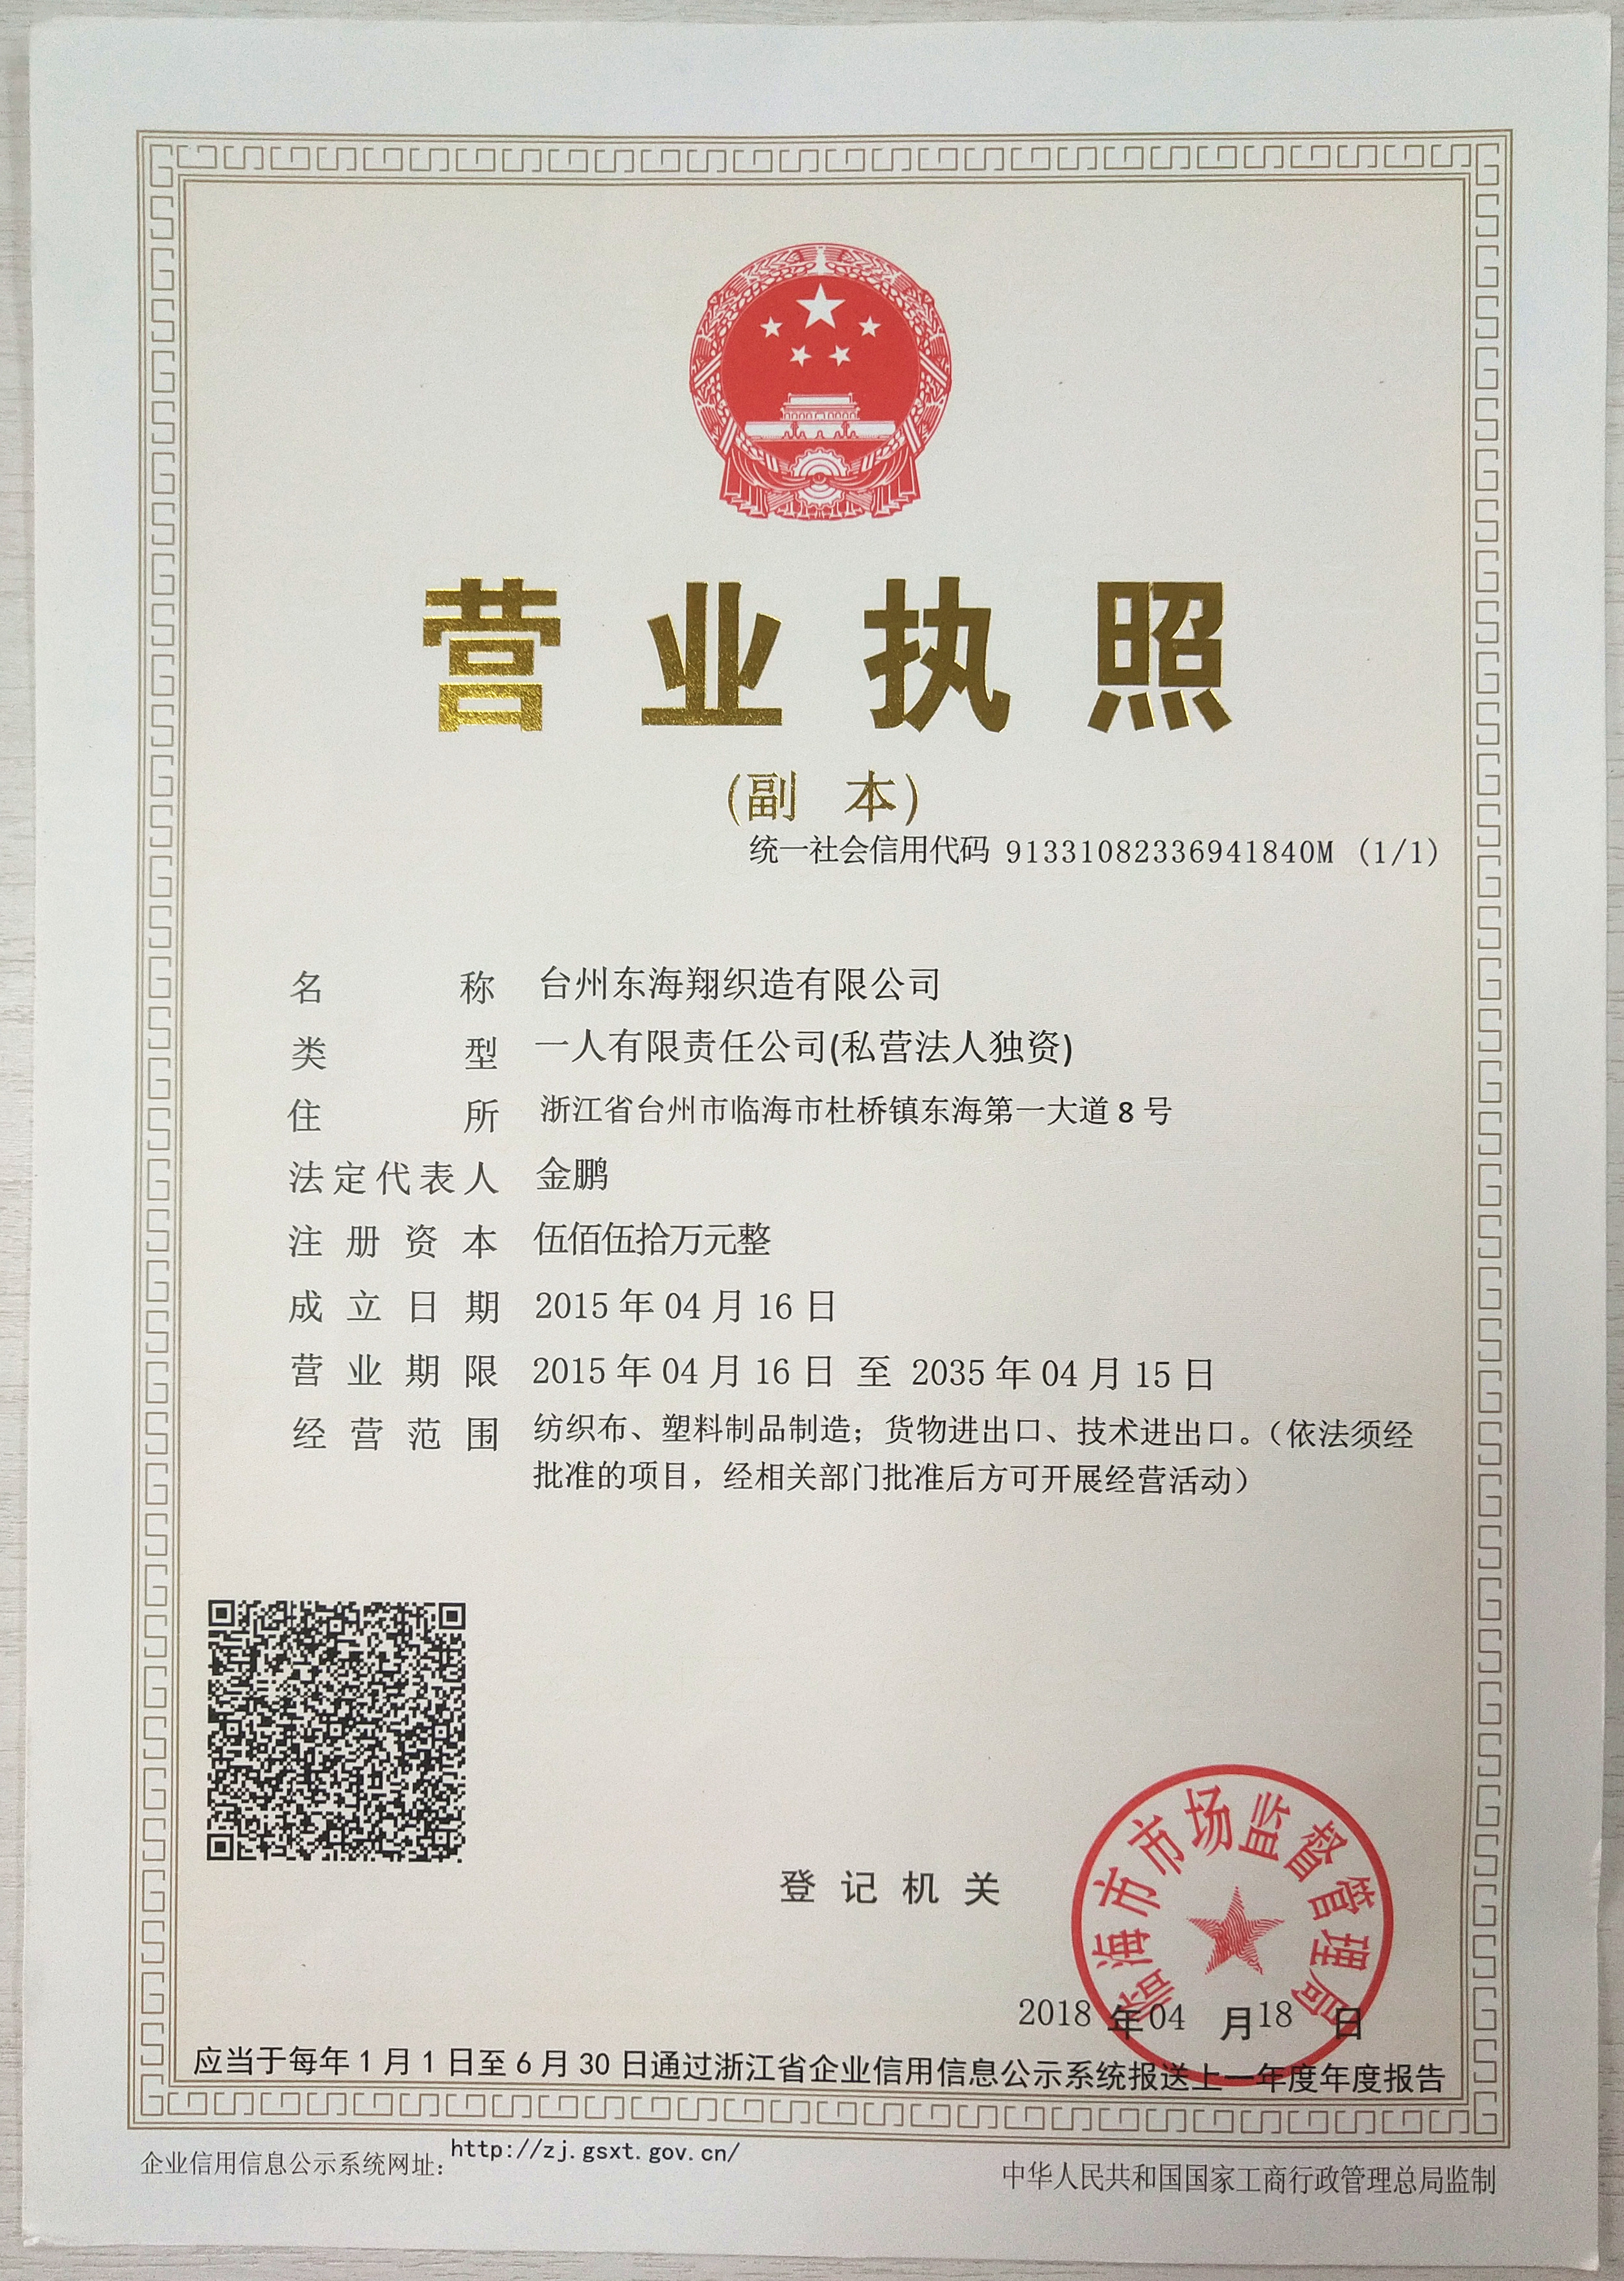 营业执照
(副 本)
统一社会信用代码 91331082336941840M (1/1)
名称 台州东海翔织造有限公司
类型 一人有限责任公司(私营法人独资)
住所 浙江省台州市临海市杜桥镇东海第一大道8号
法定代表人 金鹏
注册资本 伍佰伍拾万元整
成立日期 2015年04月16日
营业期限 2015年04月16日 至 2035年04月15日
经营范围 纺织布、塑料制品制造；货物进出口、技术进出口。（依法须经
批准的项目，经相关部门批准后方可开展经营活动）
临海市市场监督管理局
登记机关
2018年04月18日
应当于每年1月1日至6月30日通过浙江省企业信用信息公示系统报送上一年度年度报告
企业信用信息公示系统网址：http://zj.gsxt.gov.cn/
中华人民共和国国家工商行政管理总局监制